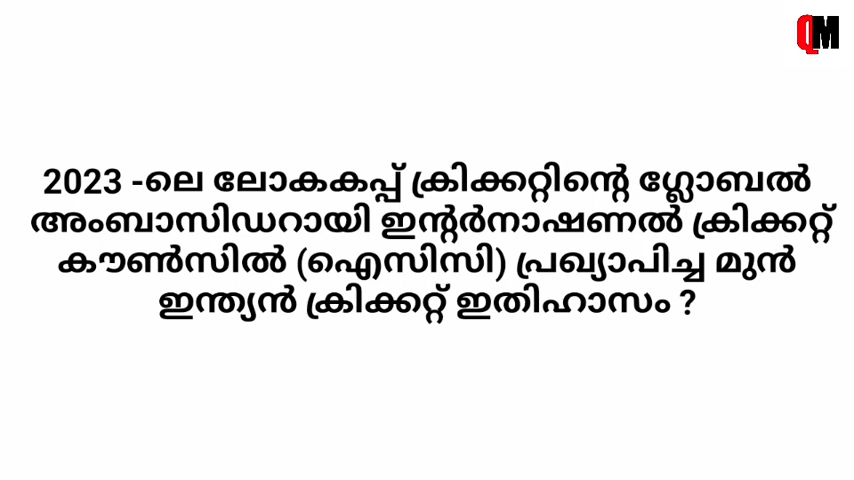 QM
2023 -ലെ ലോകകപ്പ് ക്രിക്കറ്റിന്റെ ഗ്ലോബൽ
അംബാസിഡറായി ഇന്റർനാഷണൽ ക്രിക്കറ്റ്
കൗൺസിൽ (ഐസിസി) പ്രഖ്യാപിച്ച മുൻ
ഇന്ത്യൻ ക്രിക്കറ്റ് ഇതിഹാസം ?